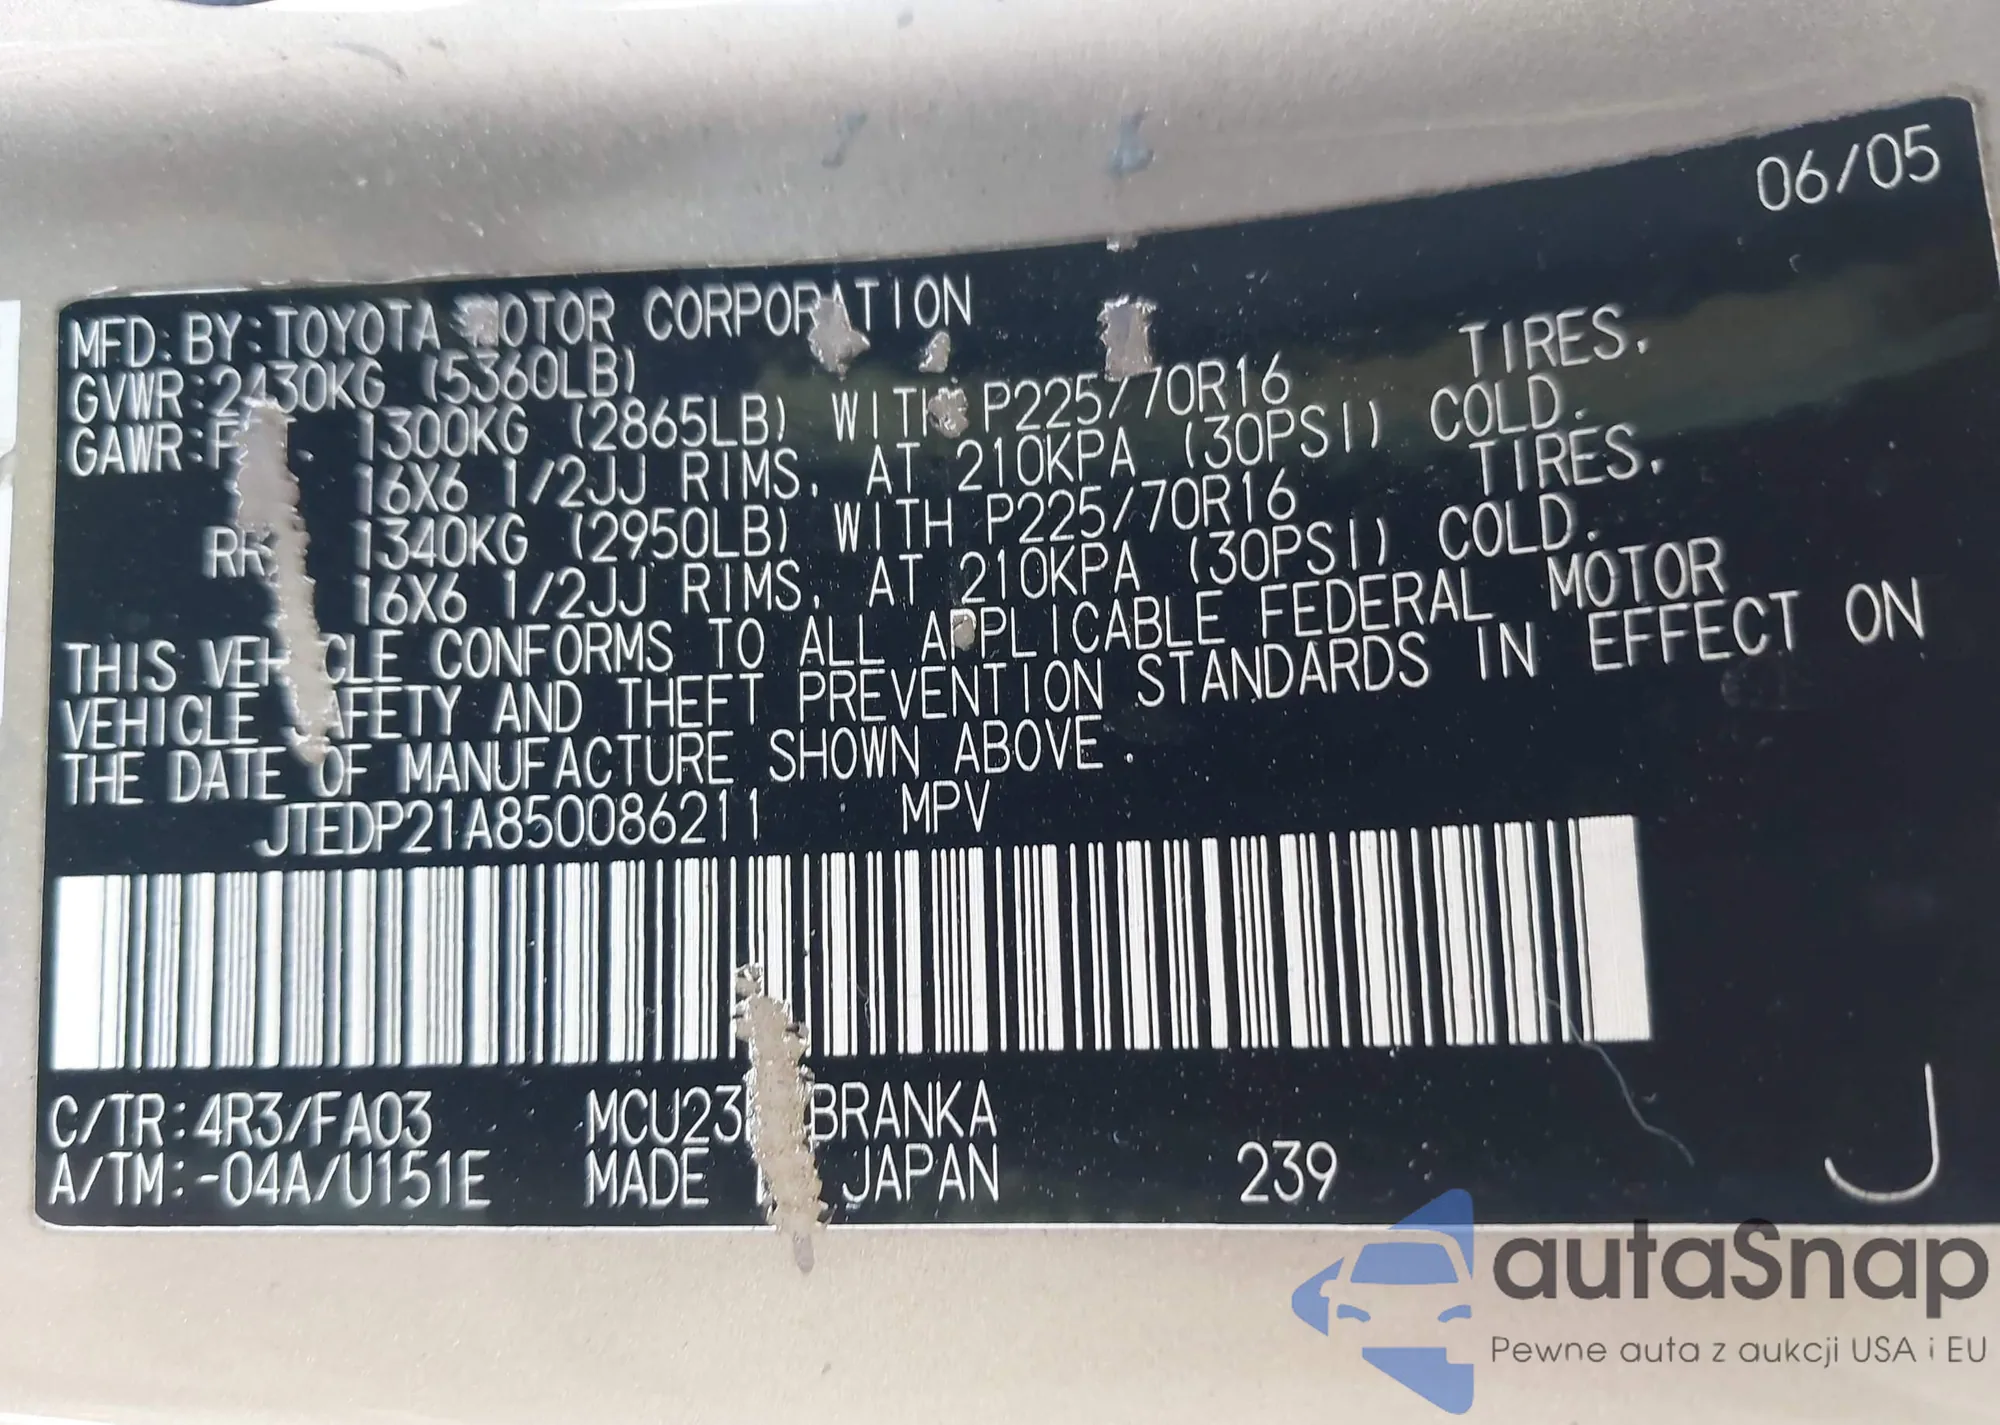 06/05
MFD. BY: TOYOTA MOTOR CORPORATION
GVWR: 2430KG (5360LB)
GAWR: 1300KG (2865LB) WITH P225/70R16 TIRES.
16X6 1/2JJ RIMS, AT 210KPA (30PSI) COLD.
1340KG (2950LB) WITH P225/70R16 TIRES.
16X6 1/2JJ RIMS, AT 210KPA (30PSI) COLD.
THIS VEHICLE CONFORMS TO ALL APPLICABLE FEDERAL MOTOR
VEHICLE SAFETY AND THEFT PREVENTION STANDARDS IN EFFECT ON
THE DATE OF MANUFACTURE SHOWN ABOVE.
JTEDP21A850086211 MPV
C/TR: 4R3/FA03
A/TM: -04A/U151E MADE JAPAN 239
J
autaSnap
Pewne auta z aukcji USA i EU